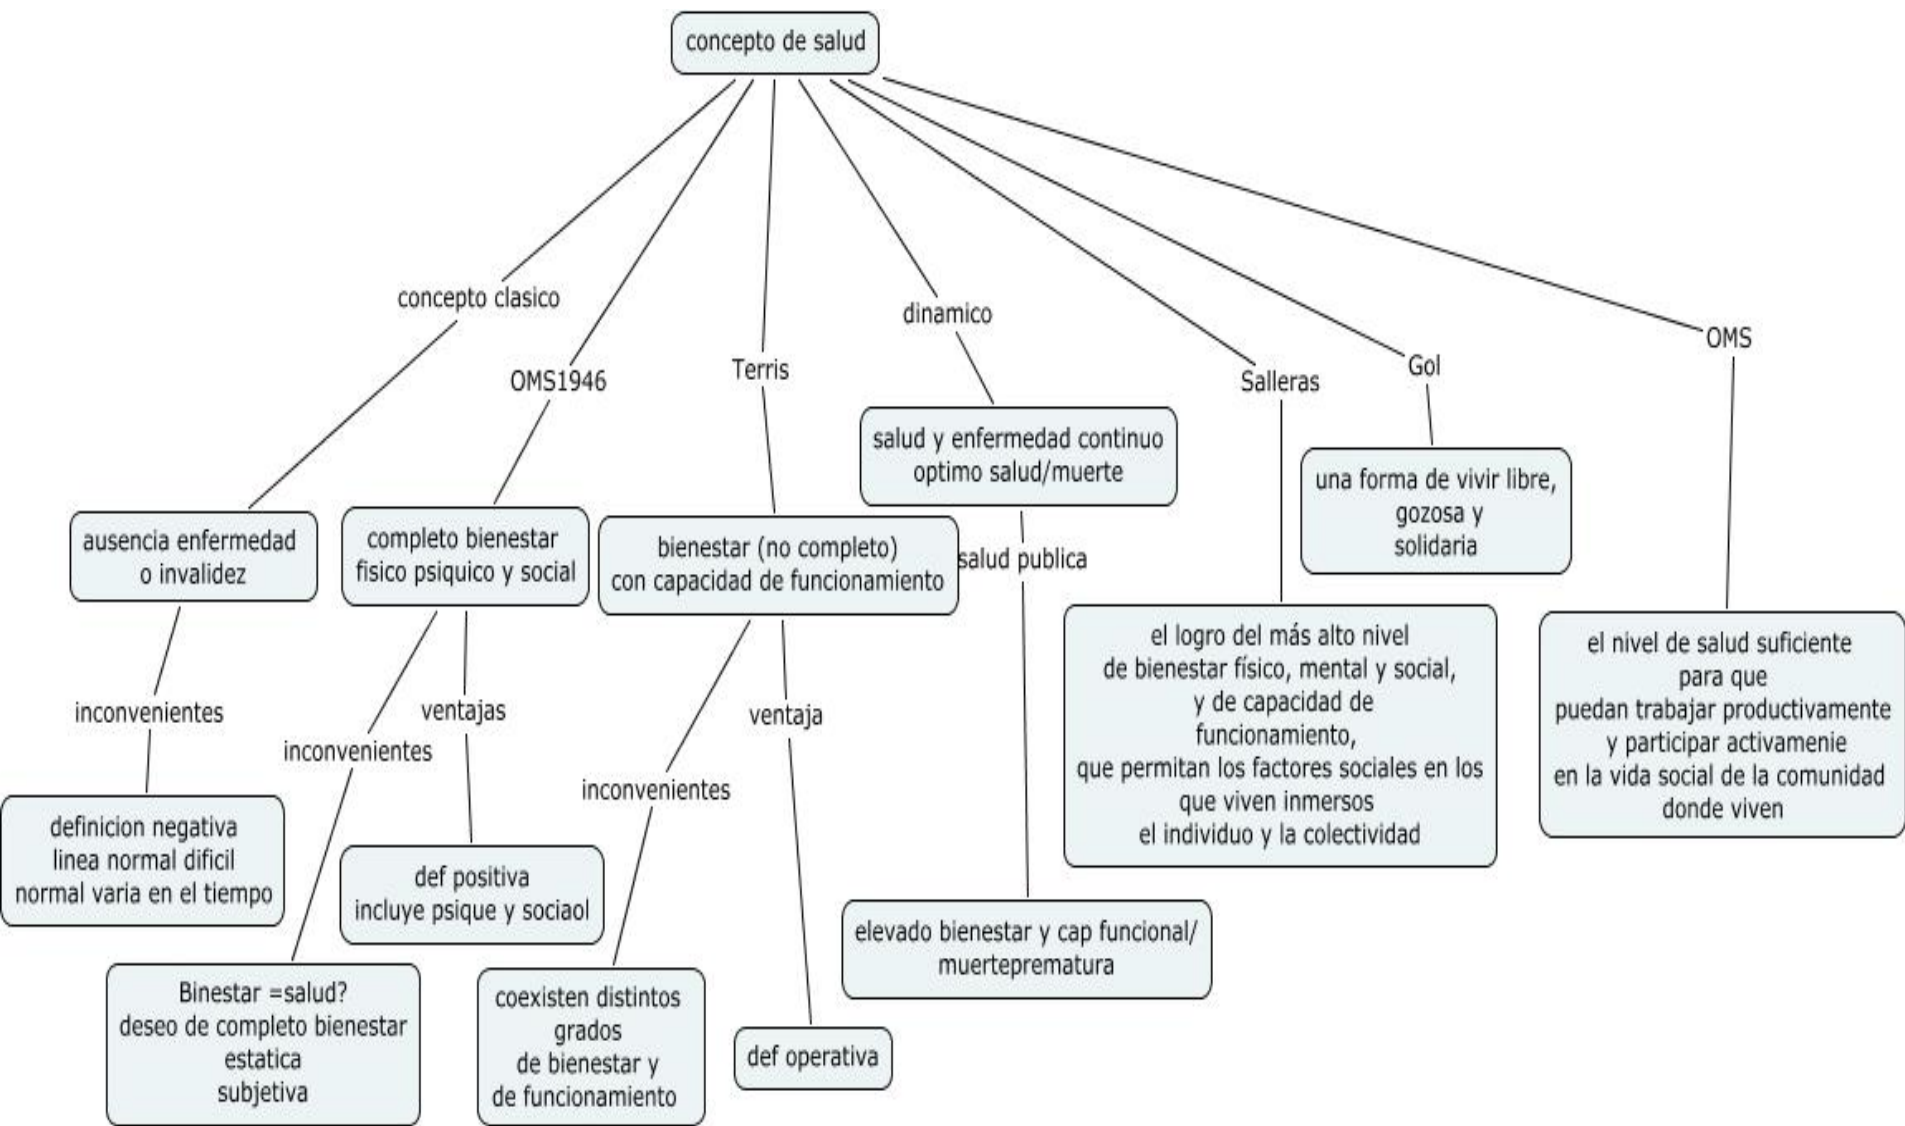 concepto de salud
concepto clasico
OMS1946
Terris
dinamico
Salleras
Gol
OMS
ausencia enfermedad
o invalidez
completo bienestar
fisico psiquico y social
bienestar (no completo)
con capacidad de funcionamiento
salud y enfermedad continuo
optimo salud/muerte
salud publica
una forma de vivir libre,
gozosa y
solidaria
el logro del más alto nivel
de bienestar físico, mental y social,
y de capacidad de
funcionamiento,
que permitan los factores sociales en los
que viven inmersos
el individuo y la colectividad
el nivel de salud suficiente
para que
puedan trabajar productivamente
y participar activamenie
en la vida social de la comunidad
donde viven
inconvenientes
inconvenientes
ventajas
inconvenientes
ventaja
definicion negativa
linea normal dificil
normal varia en el tiempo
def positiva
incluye psique y sociaol
Binestar =salud?
deseo de completo bienestar
estatica
subjetiva
coexisten distintos
grados
de bienestar y
de funcionamiento
def operativa
elevado bienestar y cap funcional/
muerteprematura